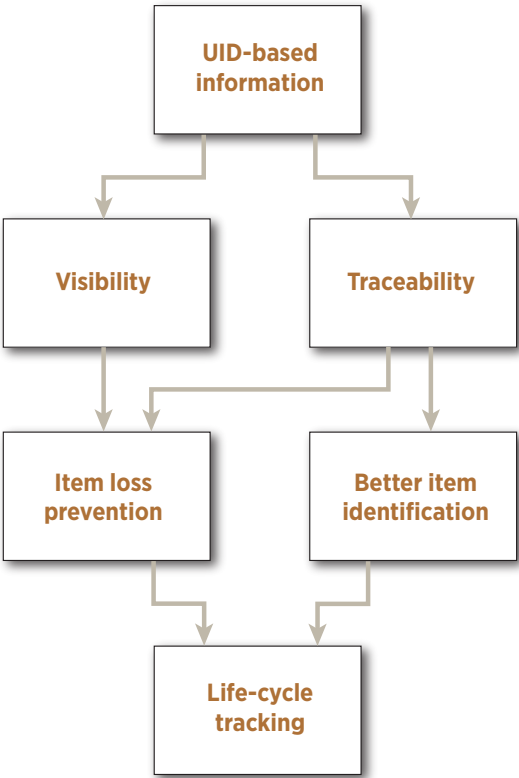 UID-based
information
Visibility
Traceability
Item loss
prevention
Better item
identification
Life-cycle
tracking